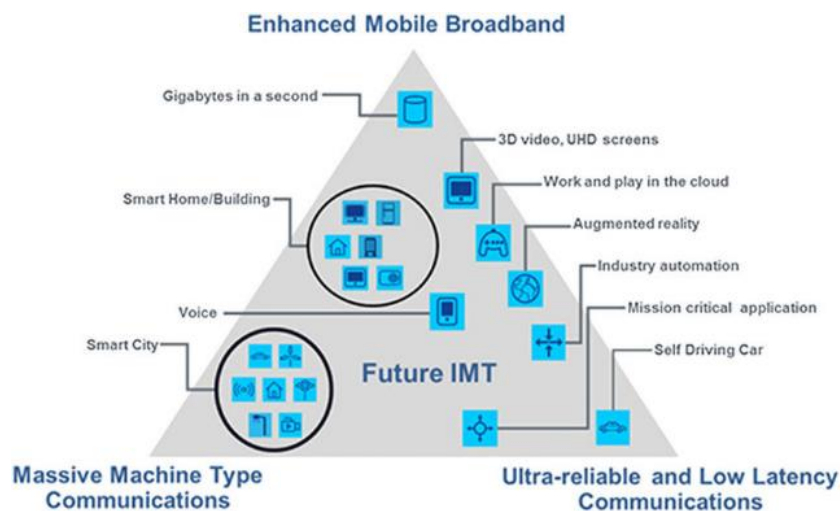 Enhanced Mobile Broadband
Gigabytes in a second
3D video, UHD screens
Work and play in the cloud
Smart Home/Building
Augmented reality
Industry automation
Mission critical application
Voice
Smart City
Self Driving Car
Future IMT
Massive Machine Type
Communications
Ultra-reliable and Low Latency
Communications